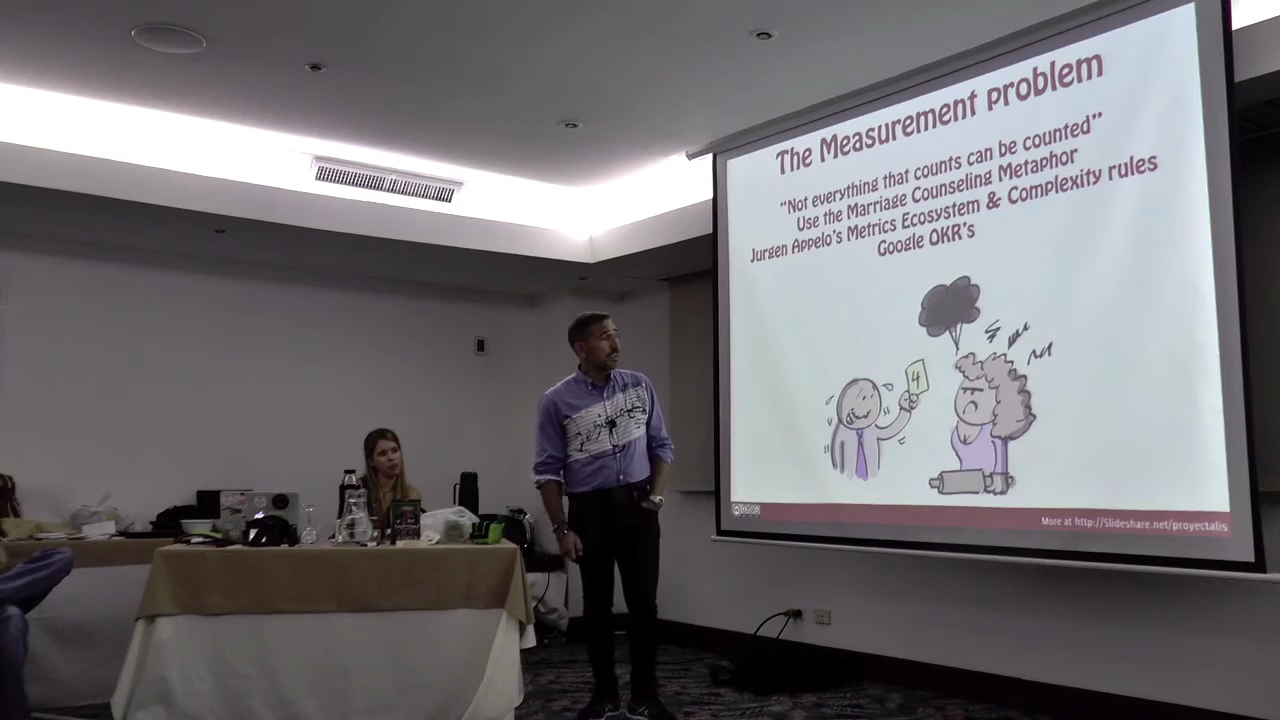 The Measurement problem
“Not everything that counts can be counted”
Use the Marriage Counseling Metaphor
Jurgen Appelo's Metrics Ecosystem & Complexity rules
Google OKR's
4
More at http://Slideshare.net/proyectalis